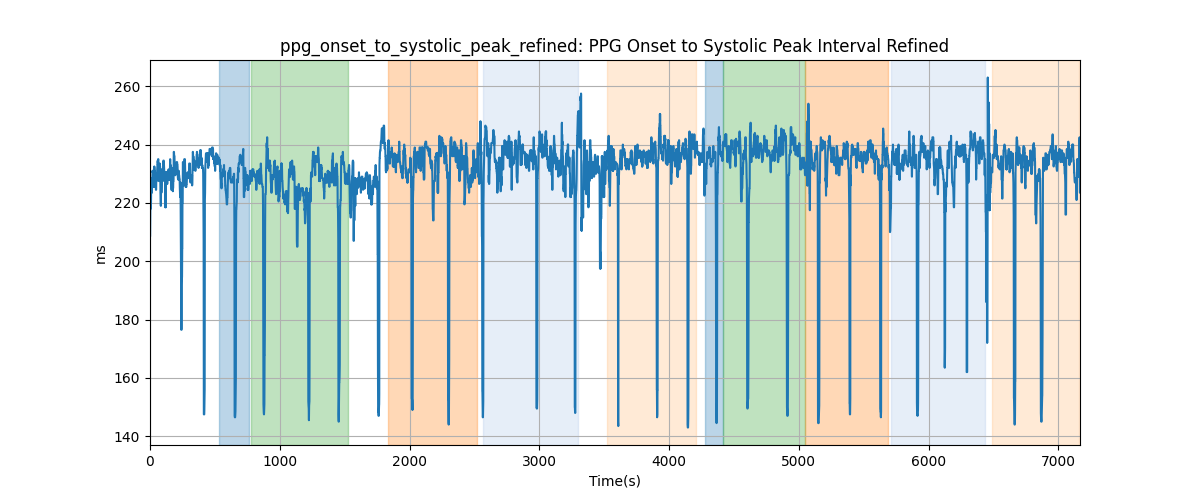 ppg_onset_to_systolic_peak_refined: PPG Onset to Systolic Peak Interval Refined
260
240
220
200
180
160
140
ms
0 1000 2000 3000 4000 5000 6000 7000
Time(s)